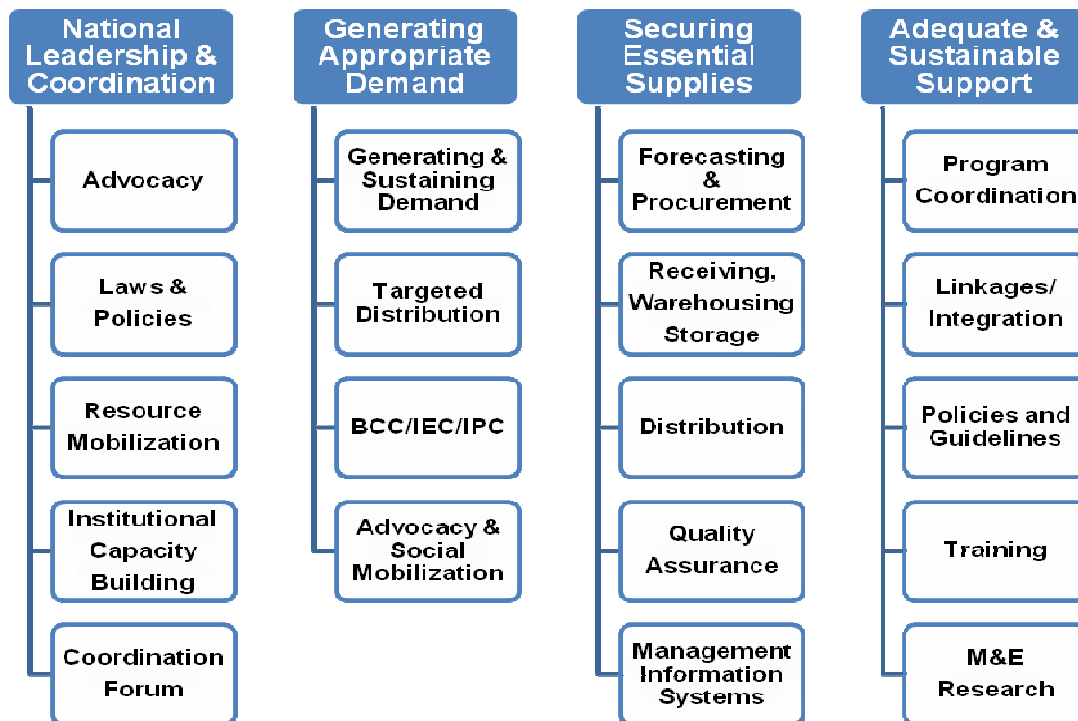 National
Leadership &
Coordination
Advocacy
Laws &
Policies
Resource
Mobilization
Institutional
Capacity
Building
Coordination
Forum
Generating
Appropriate
Demand
Generating &
Sustaining
Demand
Targeted
Distribution
BCC/IEC/IPC
Advocacy &
Social
Mobilization
Securing
Essential
Supplies
Forecasting
&
Procurement
Receiving,
Warehousing
Storage
Distribution
Quality
Assurance
Management
Information
Systems
Adequate &
Sustainable
Support
Program
Coordination
Linkages/
Integration
Policies and
Guidelines
Training
M&E
Research